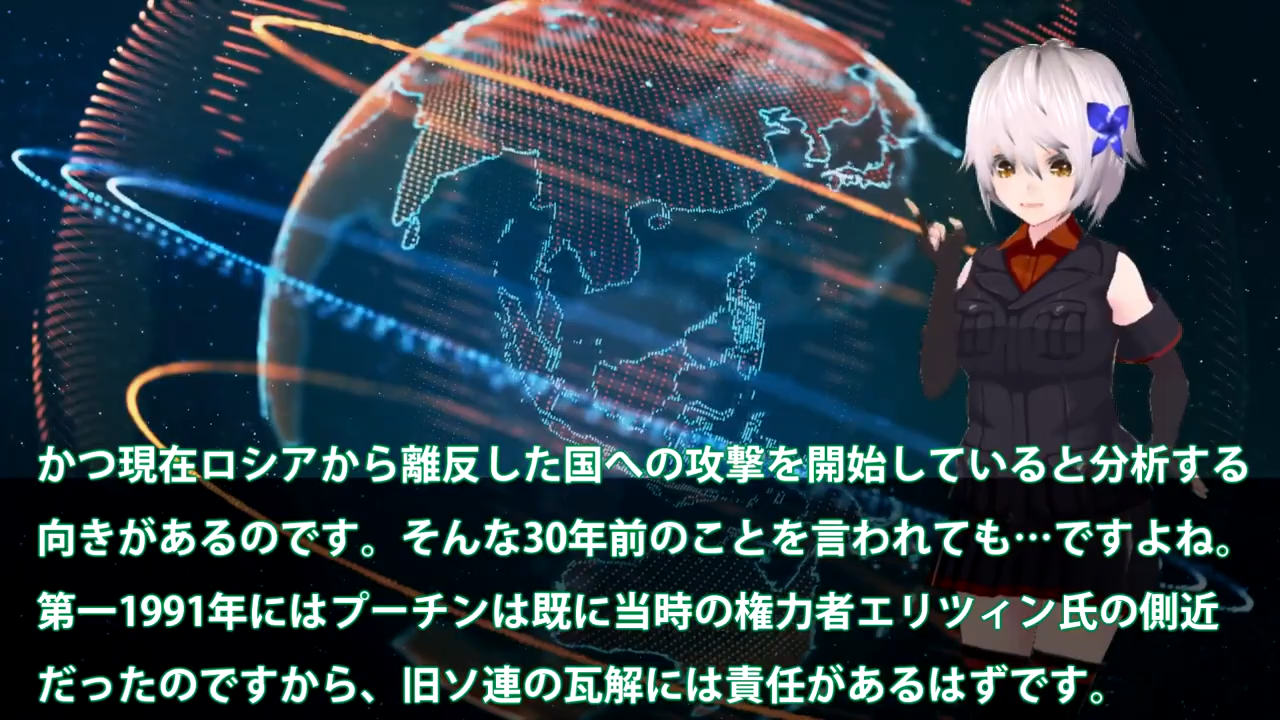 かつ現在ロシアから離反した国への攻撃を開始していると分析する
向きがあるのです。そんな30年前のことを言われても…ですよね。
第一1991年にはプーチンは既に当時の権力者エリツィン氏の側近
だったのですから、旧ソ連の瓦解には責任があるはずです。